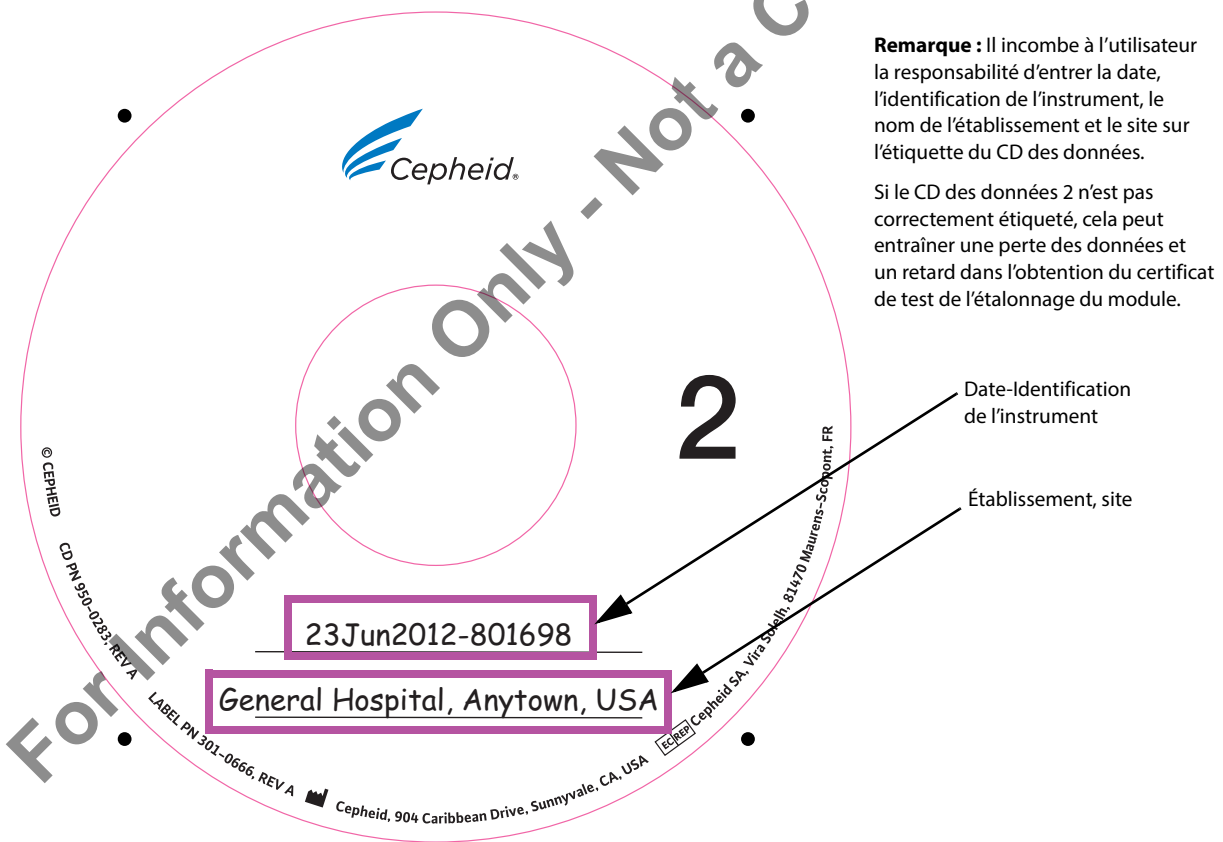 Remarque : Il incombe à l'utilisateur
la responsabilité d'entrer la date,
l'identification de l'instrument, le
nom de l'établissement et le site sur
l'étiquette du CD des données.
Si le CD des données 2 n'est pas
correctement étiqueté, cela peut
entraîner une perte des données et
un retard dans l'obtention du certificat
de test de l'étalonnage du module.
Cepheid.
2
Date-Identification
de l'instrument
Établissement, site
23Jun2012-801698
General Hospital, Anytown, USA
© CEPHEID CD PN 950-0283, REV A LABEL PN 301-0666, REV A Cepheid, 904 Caribbean Drive, Sunnyvale, CA, USA EC REP Cepheid SA, Vira Solelh, 81470 Maurens-Scopont, FR
For Information Only - Not a C